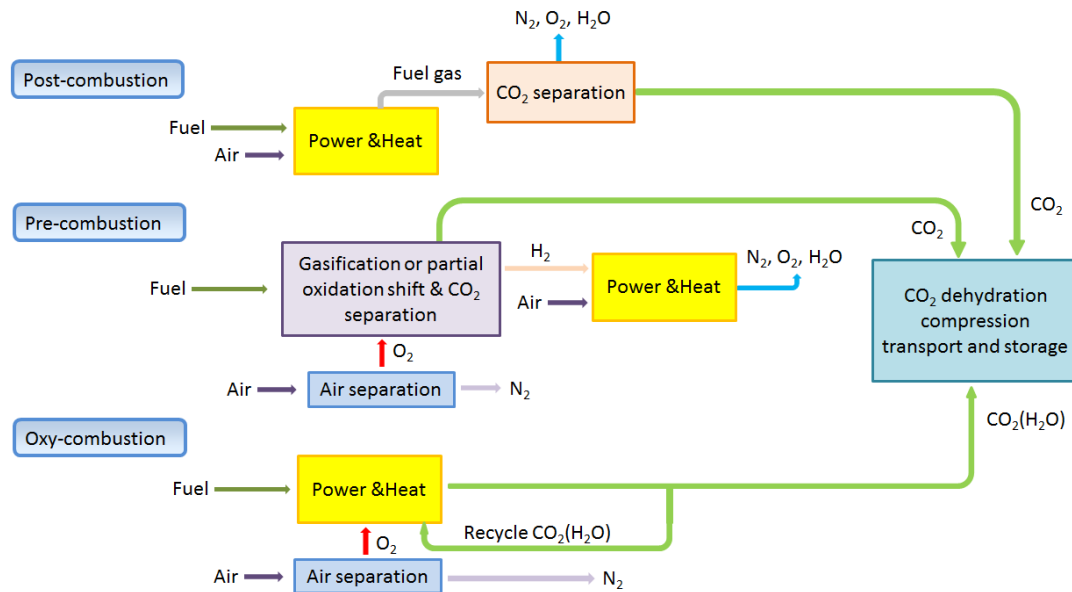 N₂, O₂, H₂O
Fuel gas
Post-combustion
CO₂ separation
Fuel
Power &Heat
Air
CO₂
Pre-combustion
CO₂
H₂
N₂, O₂, H₂O
Gasification or partial
oxidation shift & CO₂
separation
Fuel
Power &Heat
Air
CO₂ dehydration
compression
transport and storage
O₂
Air
Air separation
N₂
Oxy-combustion
CO₂(H₂O)
Fuel
Power &Heat
Recycle CO₂(H₂O)
O₂
Air
Air separation
N₂